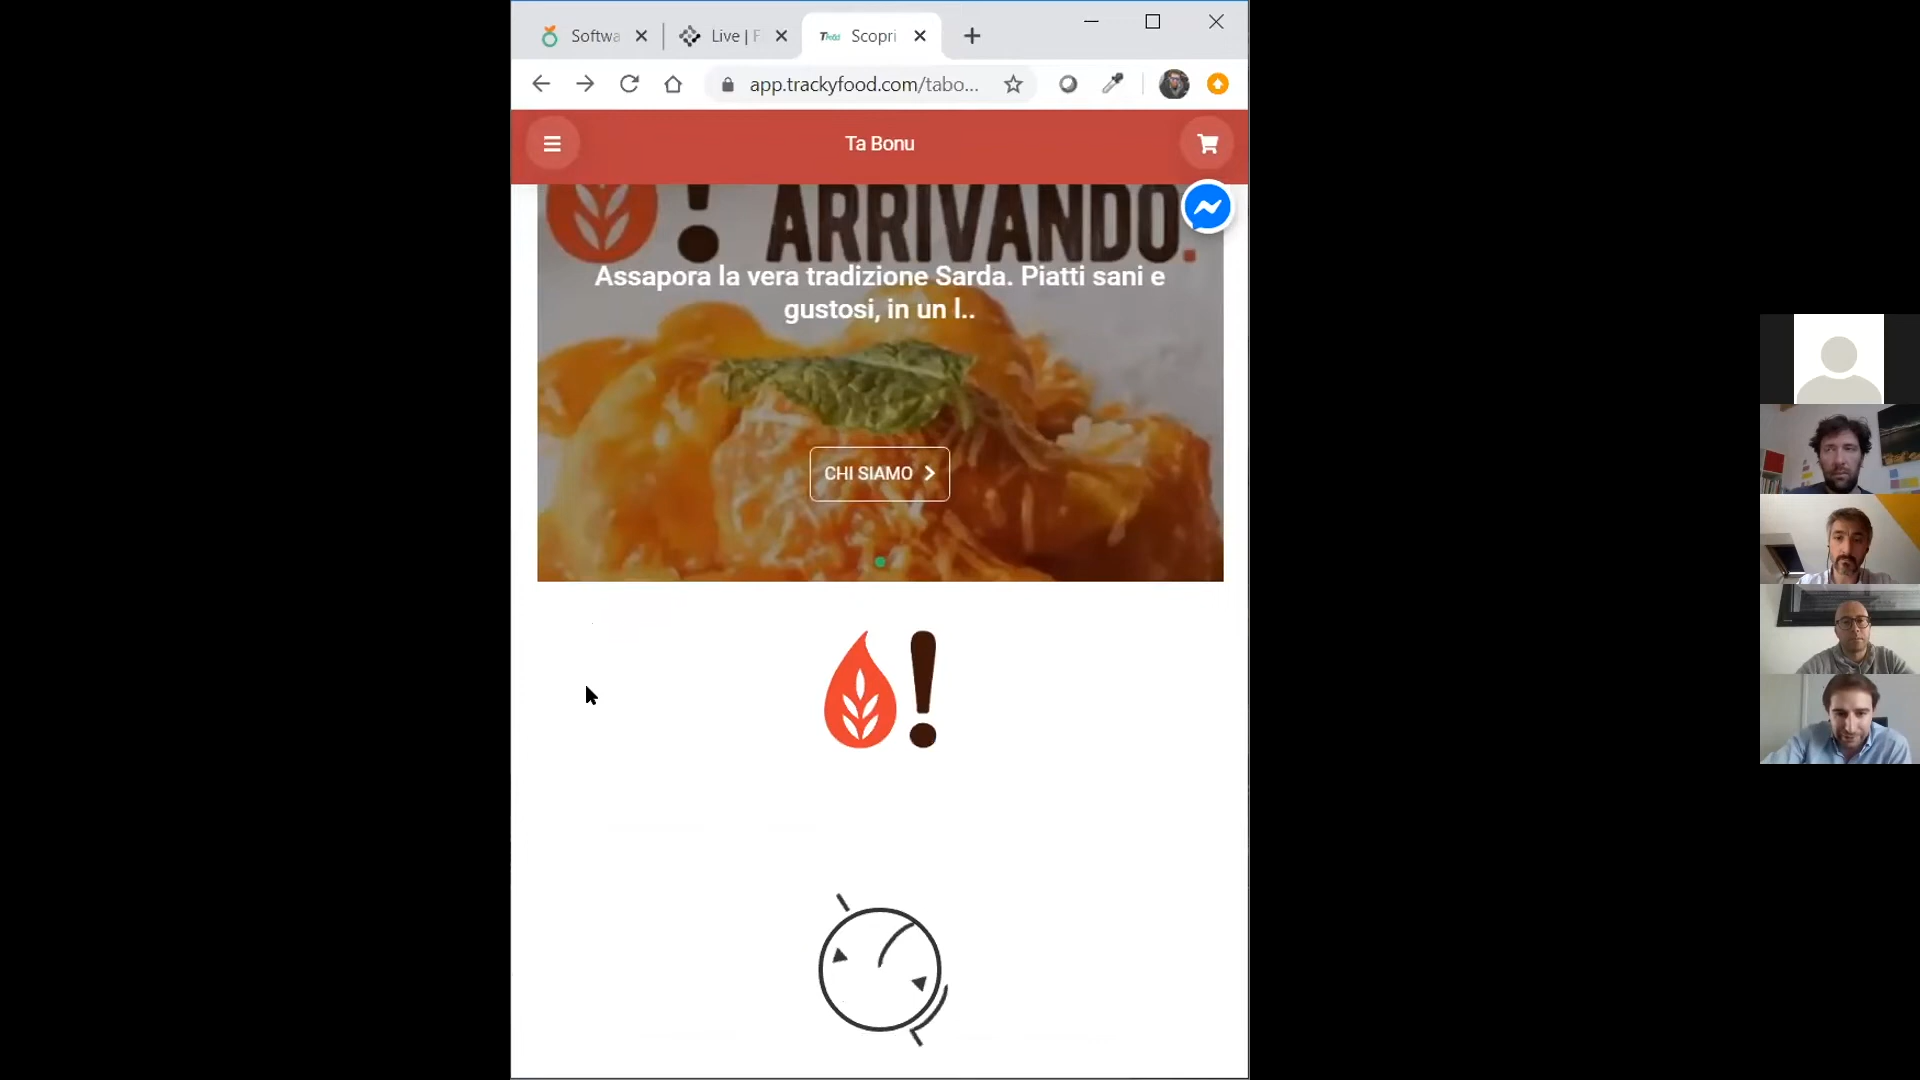 Softwa
Live | F
Scopri
app.trackyfood.com/tabo...
Ta Bonu
! ARRIVANDO.
Assapora la vera tradizione Sarda. Piatti sani e
gustosi, in un l..
CHI SIAMO
!